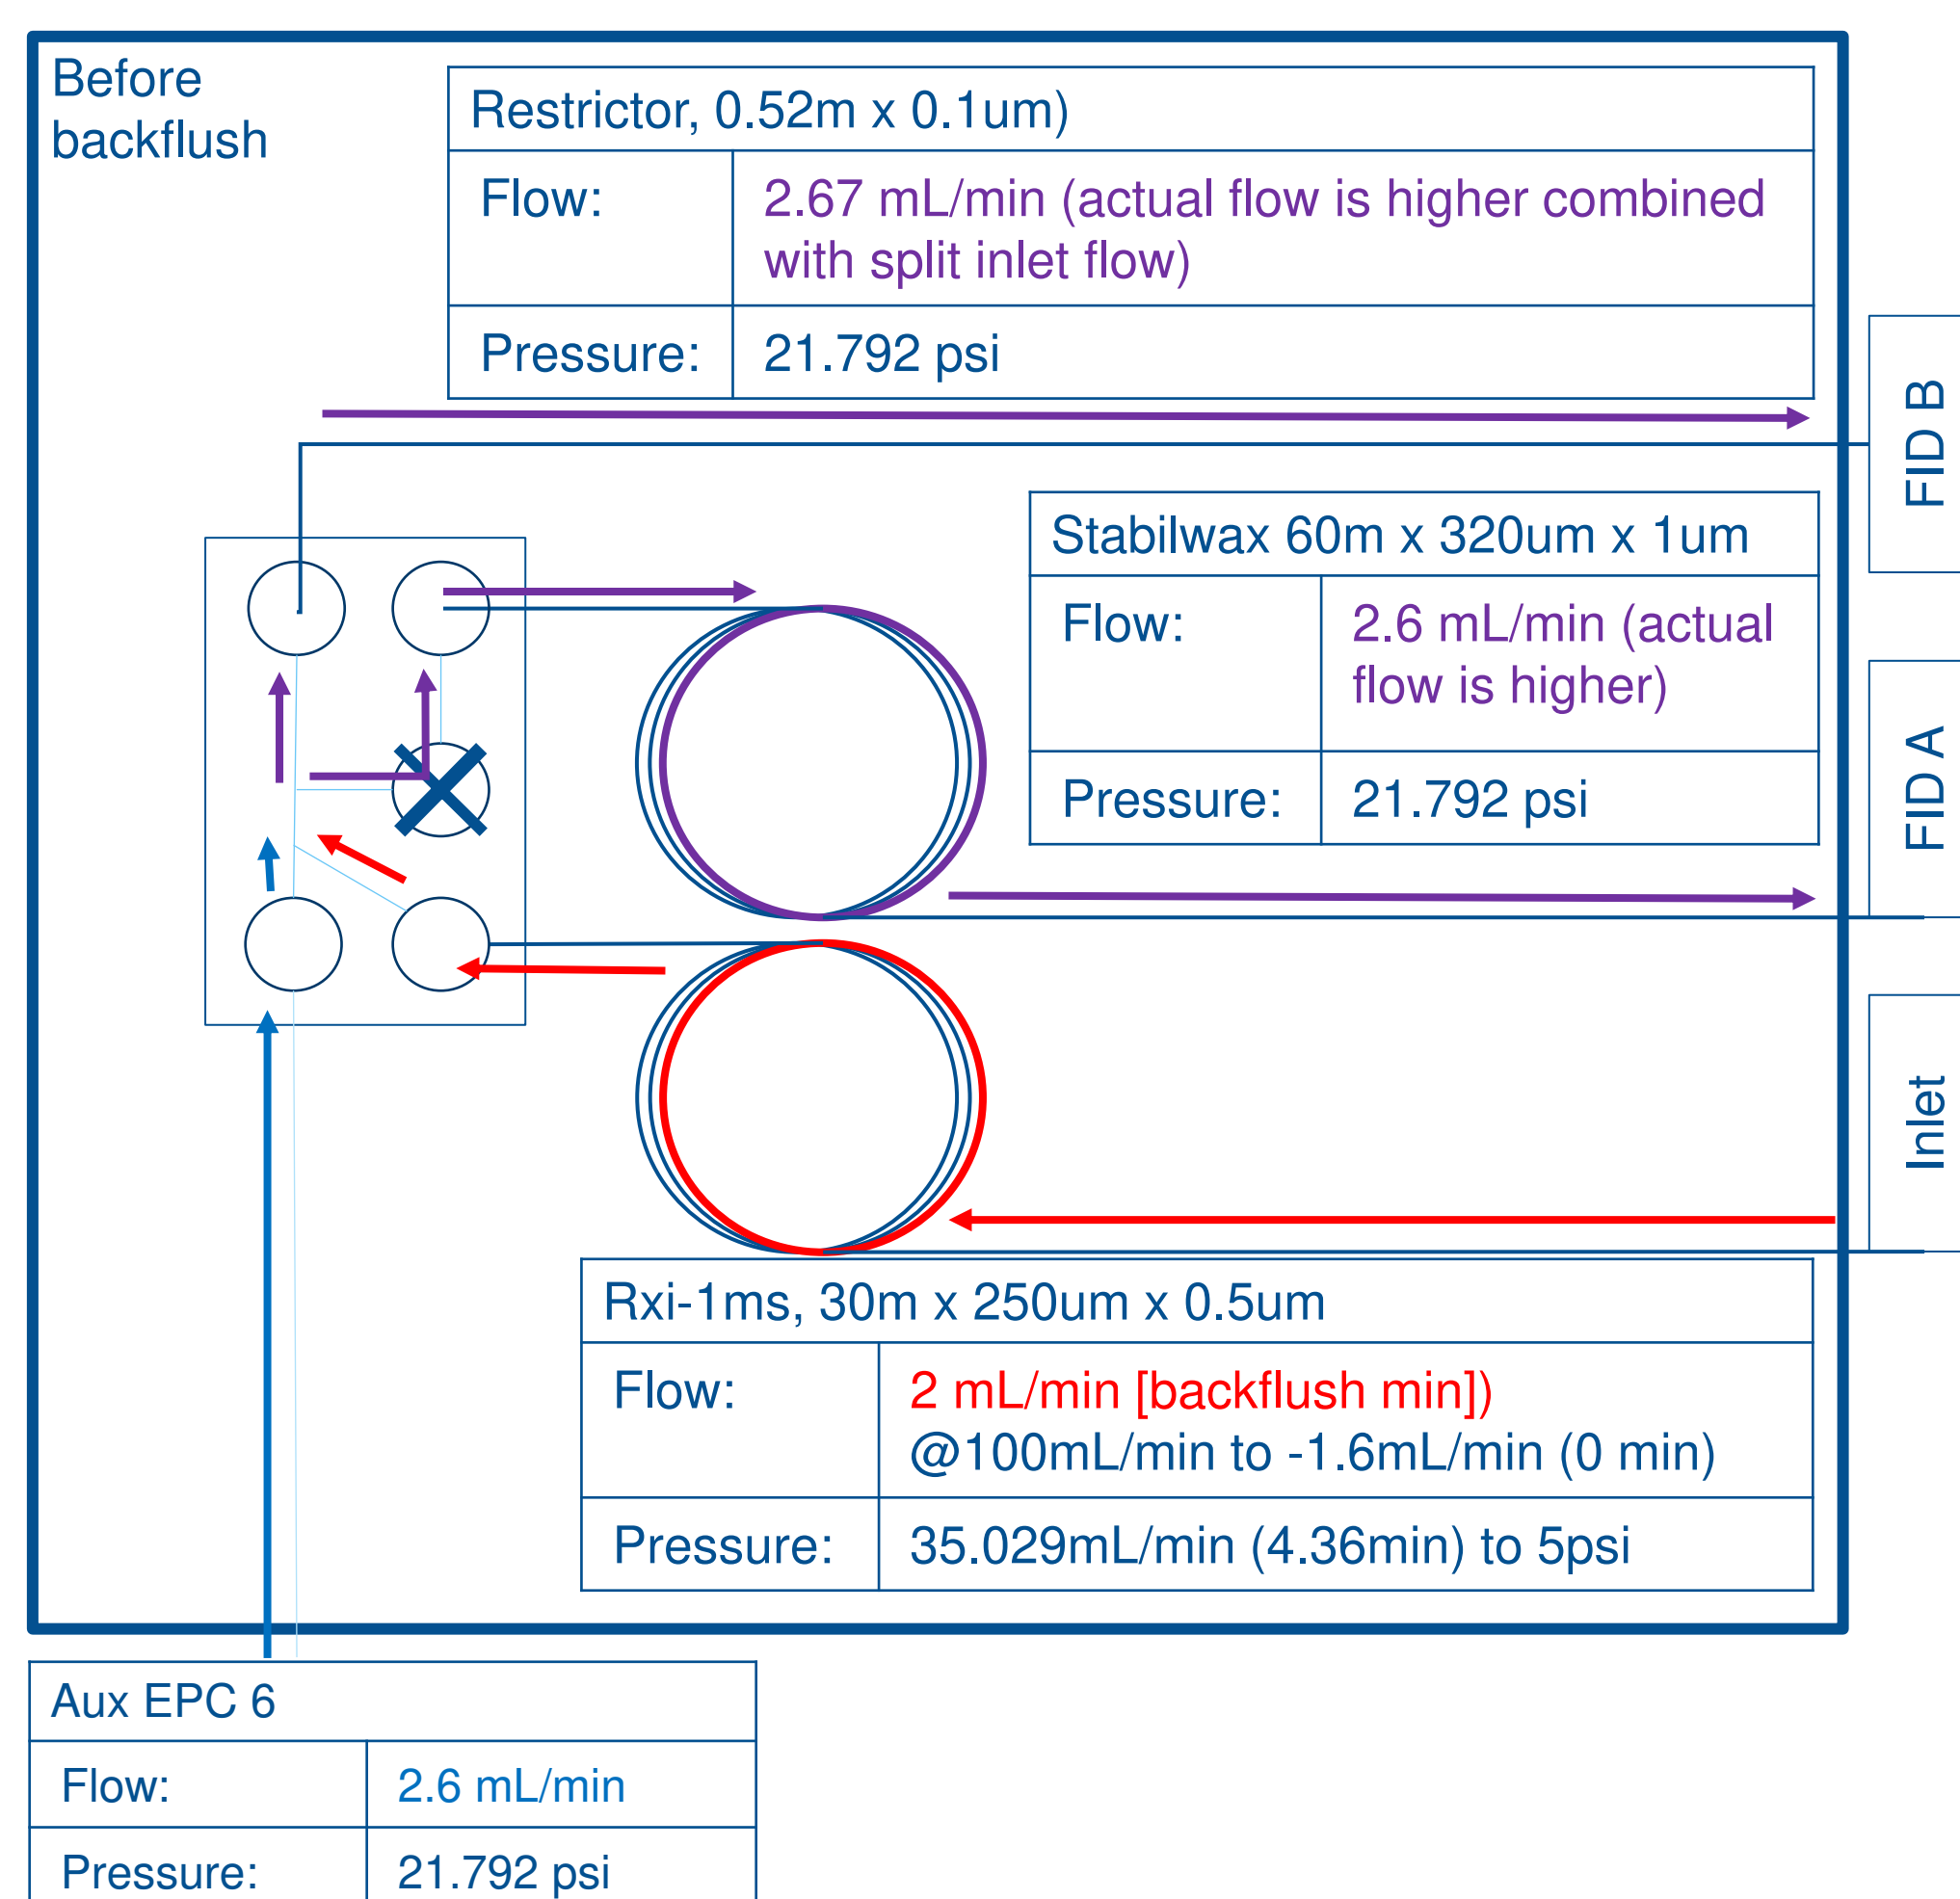 Before
backflush
Restrictor, 0.52m x 0.1um)
Flow:
2.67 mL/min (actual flow is higher combined
with split inlet flow)
Pressure:
21.792 psi
FID B
Stabilwax 60m x 320um x 1um
Flow:
2.6 mL/min (actual
flow is higher)
Pressure:
21.792 psi
FID A
Inlet
Rxi-1ms, 30m x 250um x 0.5um
Flow:
2 mL/min [backflush min])
@100mL/min to -1.6mL/min (0 min)
Pressure:
35.029mL/min (4.36min) to 5psi
Aux EPC 6
Flow:
2.6 mL/min
Pressure:
21.792 psi